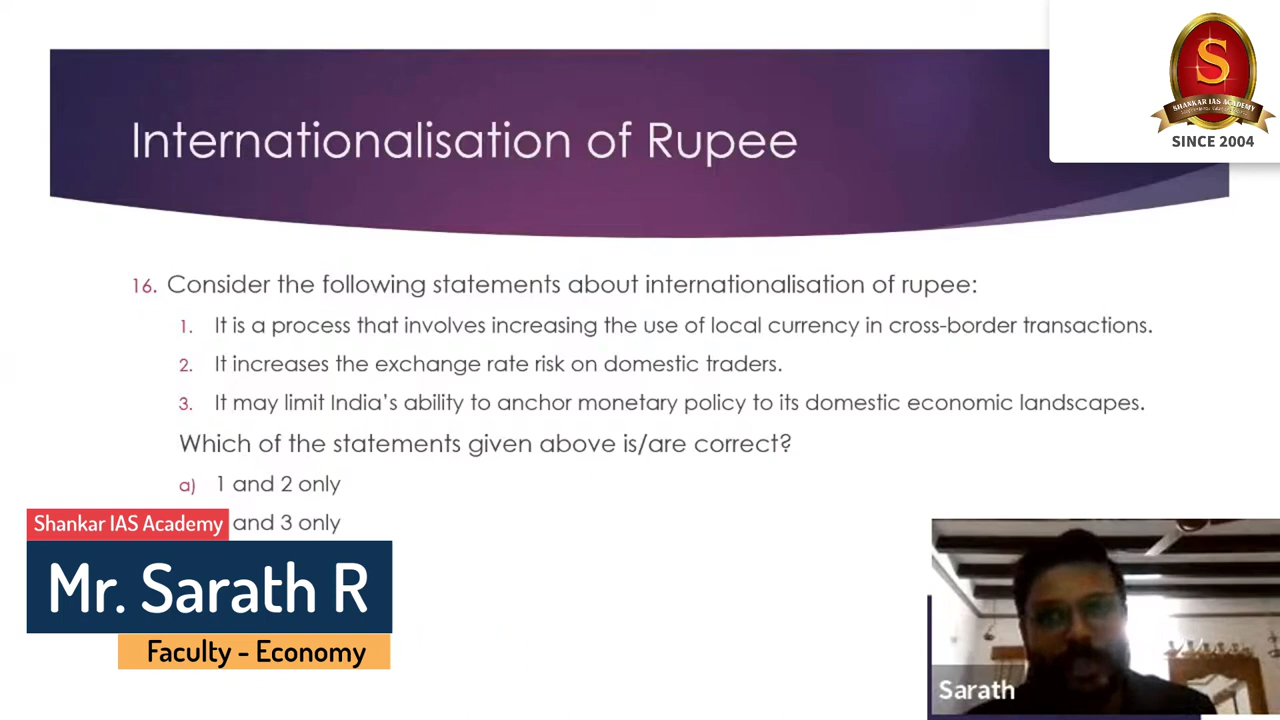 S
SHANKAR IAS ACADEMY
SINCE 2004
Internationalisation of Rupee
16. Consider the following statements about internationalisation of rupee:
1. It is a process that involves increasing the use of local currency in cross-border transactions.
2. It increases the exchange rate risk on domestic traders.
3. It may limit India's ability to anchor monetary policy to its domestic economic landscapes.
Which of the statements given above is/are correct?
a) 1 and 2 only
and 3 only
Shankar IAS Academy
Mr. Sarath R
Faculty - Economy
Sarath